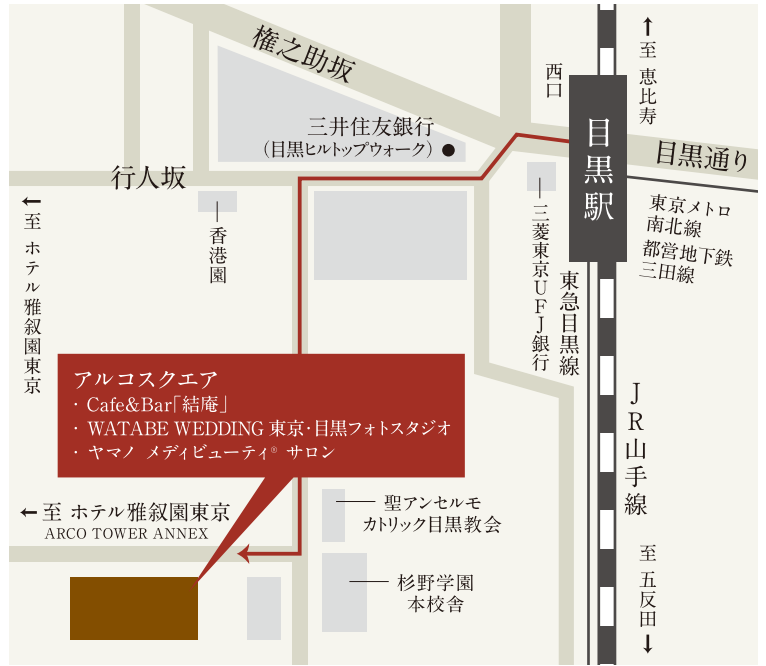 権之助坂
西口
至 恵比寿
三井住友銀行
(目黒ヒルトップウォーク)
目黒駅
目黒通り
行人坂
東京メトロ
南北線
都営地下鉄
三田線
香港園
三菱東京UFJ銀行
至 ホテル雅叙園東京
東急目黒線
アルコスクエア
・Cafe&Bar「結庵」
・WATABE WEDDING 東京・目黒フォトスタジオ
・ヤマノ メディビューティ® サロン
JR山手線
至 ホテル雅叙園東京
ARCO TOWER ANNEX
聖アンセルモ
カトリック目黒教会
杉野学園
本校舎
至 五反田